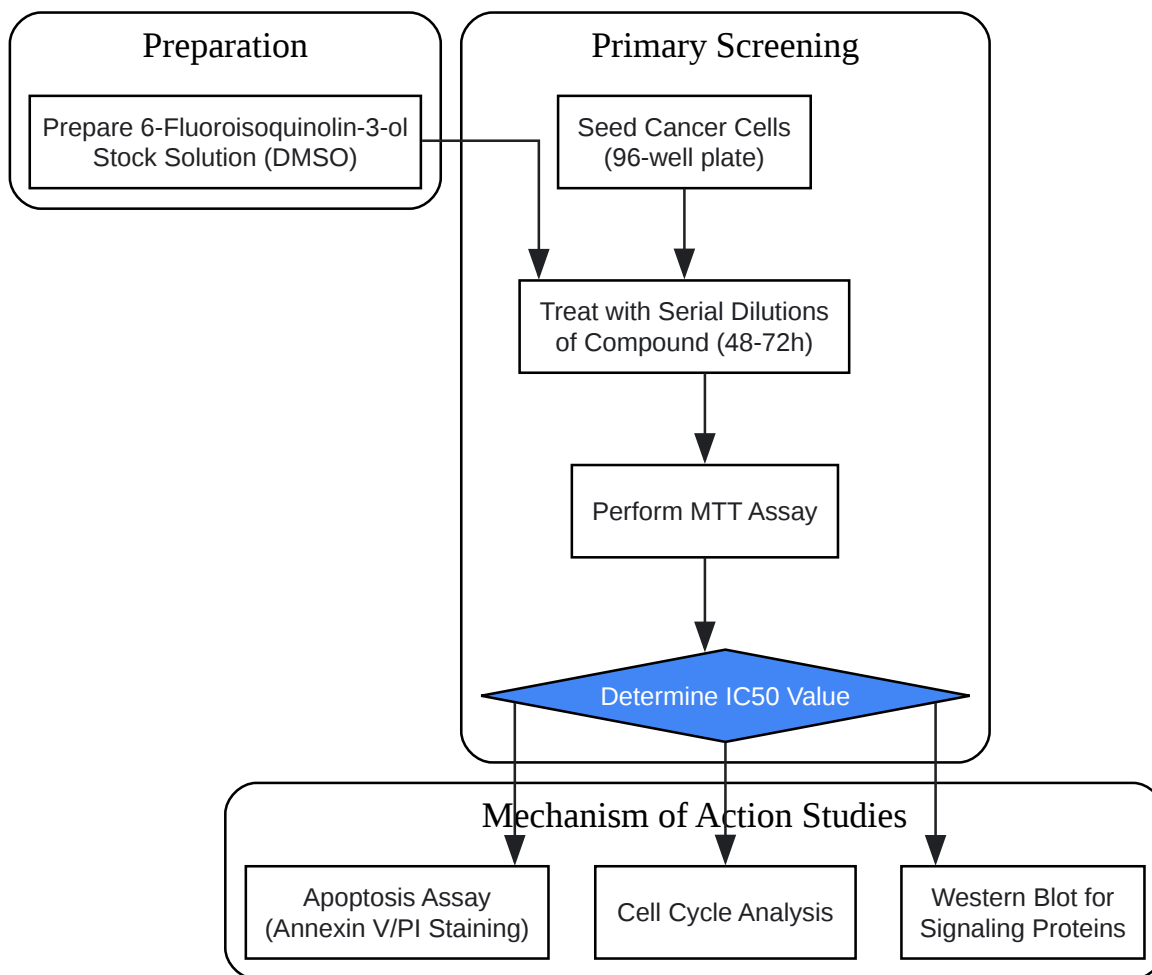 Preparation
Prepare 6-Fluoroisoquinolin-3-ol
Stock Solution (DMSO)
Primary Screening
Seed Cancer Cells
(96-well plate)
Treat with Serial Dilutions
of Compound (48-72h)
Perform MTT Assay
Determine IC50 Value
Mechanism of Action Studies
Apoptosis Assay
(Annexin V/PI Staining)
Cell Cycle Analysis
Western Blot for
Signaling Proteins